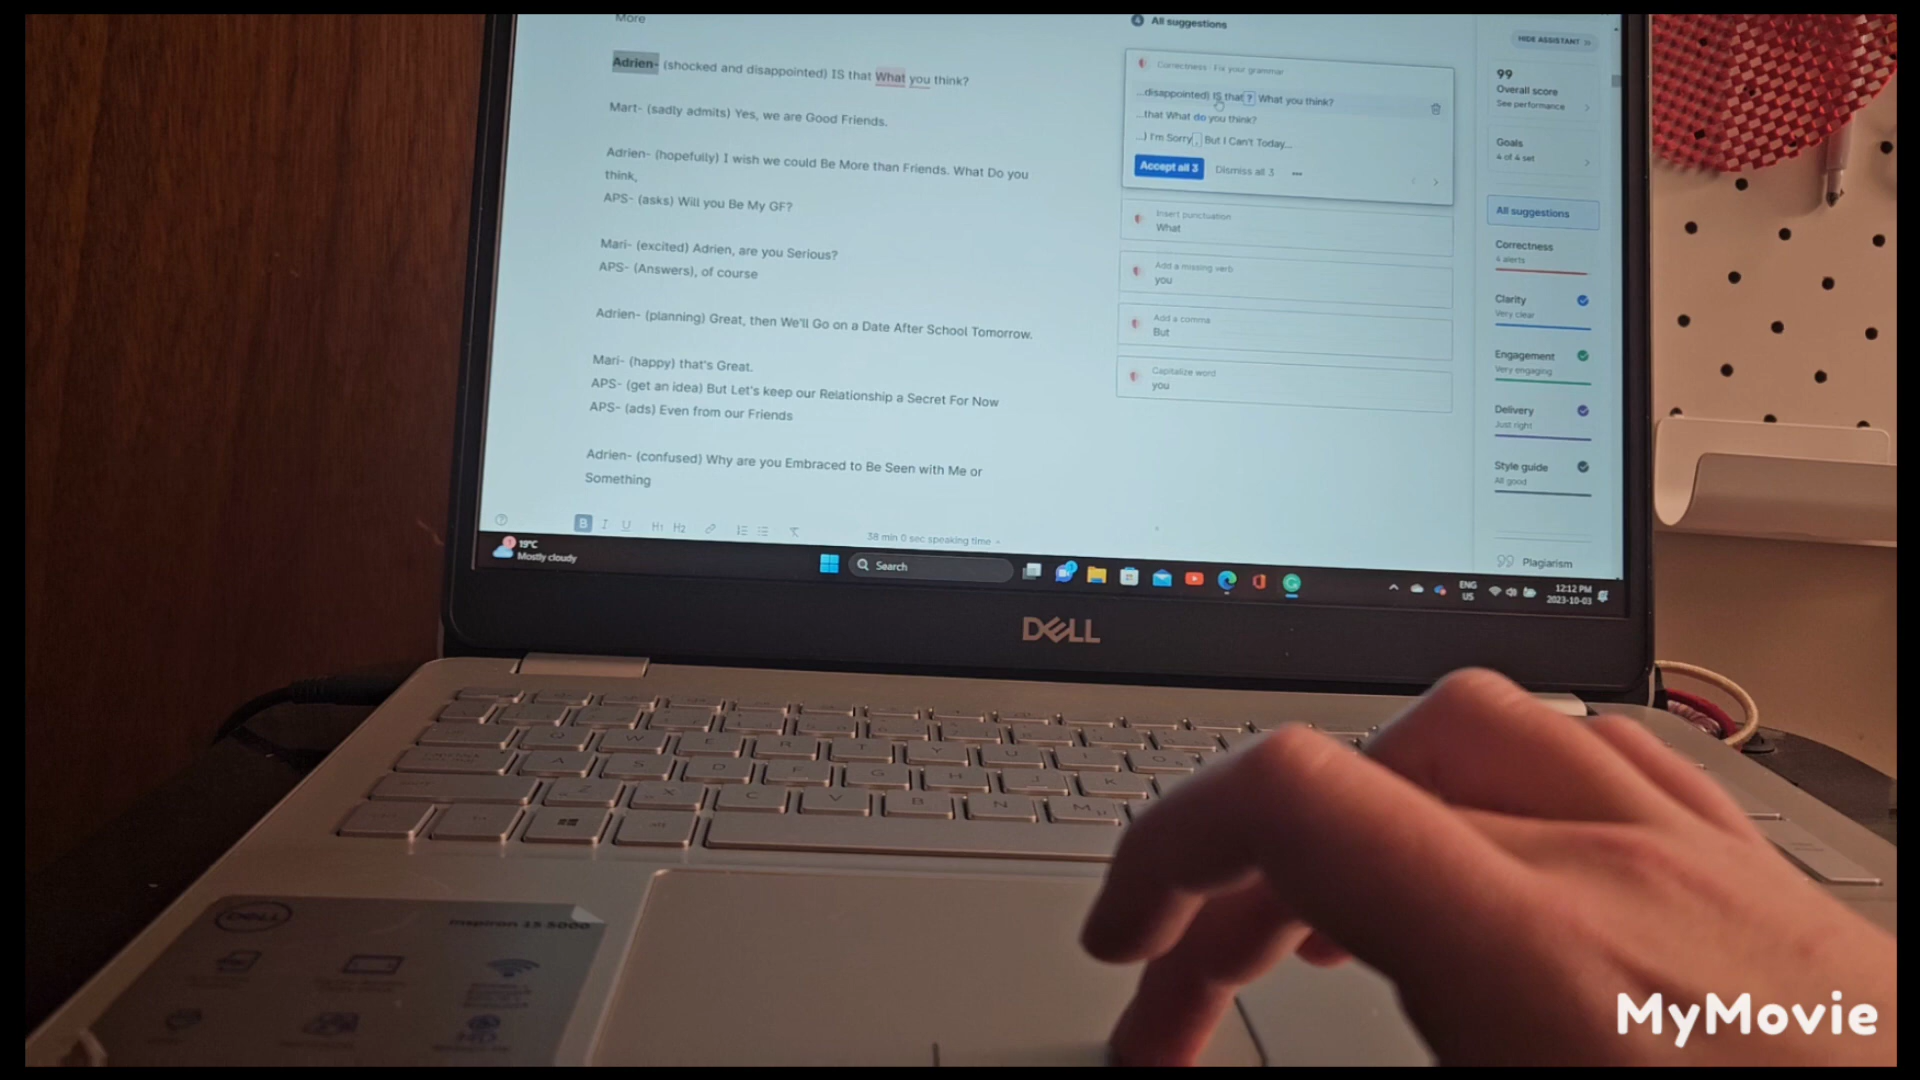 More
Adrien- (shocked and disappointed) IS that What you think?
Mart- (sadly admits) Yes, we are Good Friends.
Adrien- (hopefully) I wish we could Be More than Friends. What Do you
think,
APS- (asks) Will you Be My GF?
Mari- (excited) Adrien, are you Serious?
APS- (Answers), of course
Adrien- (planning) Great, then We'll Go on a Date After School Tomorrow.
Mari- (happy) that's Great.
APS- (get an idea) But Let's keep our Relationship a Secret For Now
APS- (ads) Even from our Friends
Adrien- (confused) Why are you Embraced to Be Seen with Me or
Something
B I U H1 H2
38 min 0 sec speaking time
All suggestions
Correctness · Fix your grammar
...disappointed) IS that? What you think?
...that What do you think?
...) I'm Sorry, But I Can't Today...
Accept all 3 Dismiss all 3 •••
Insert punctuation
What
Add a missing verb
you
Add a comma
But
Capitalize word
you
HIDE ASSISTANT
99
Overall score
See performance
Goals
4 of 4 set
All suggestions
Correctness
4 alerts
Clarity
Very clear
Engagement
Very engaging
Delivery
Just right
Style guide
All good
Plagiarism
1
19°C
Mostly cloudy
Search
ENG
US
12:12 PM
2023-10-03
DELL
Q W E R T Y U
A S D F G H J K
Z X C V B N M
DELL
Inspiron 15 5000
MyMovie